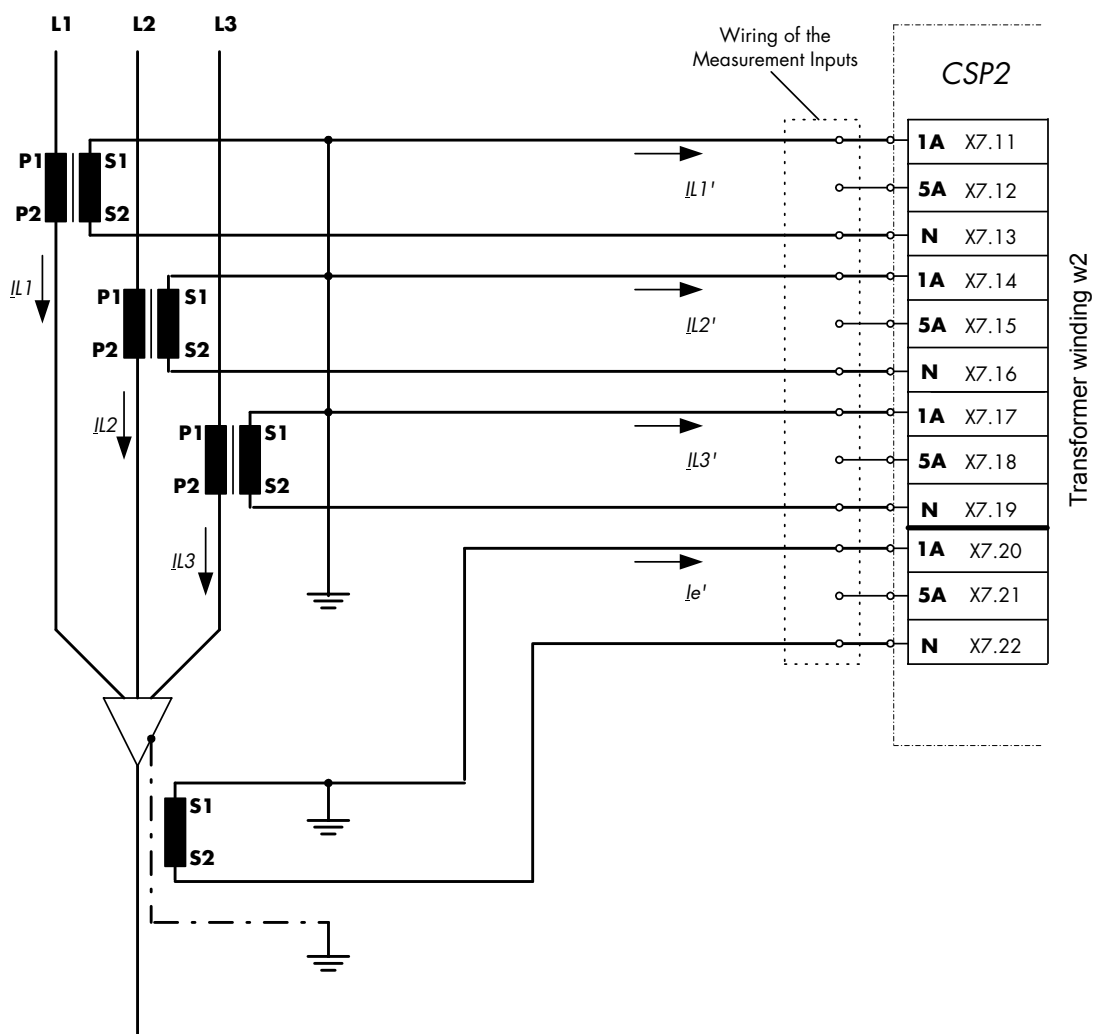 L1 L2 L3
Wiring of the
Measurement Inputs
CSP2
P1 S1
P2 S2
IL1
IL1'
1A X7.11
5A X7.12
N X7.13
P1 S1
P2 S2
IL2
IL2'
1A X7.14
5A X7.15
N X7.16
P1 S1
P2 S2
IL3
IL3'
1A X7.17
5A X7.18
N X7.19
Ie'
1A X7.20
5A X7.21
N X7.22
Transformer winding w2
S1
S2